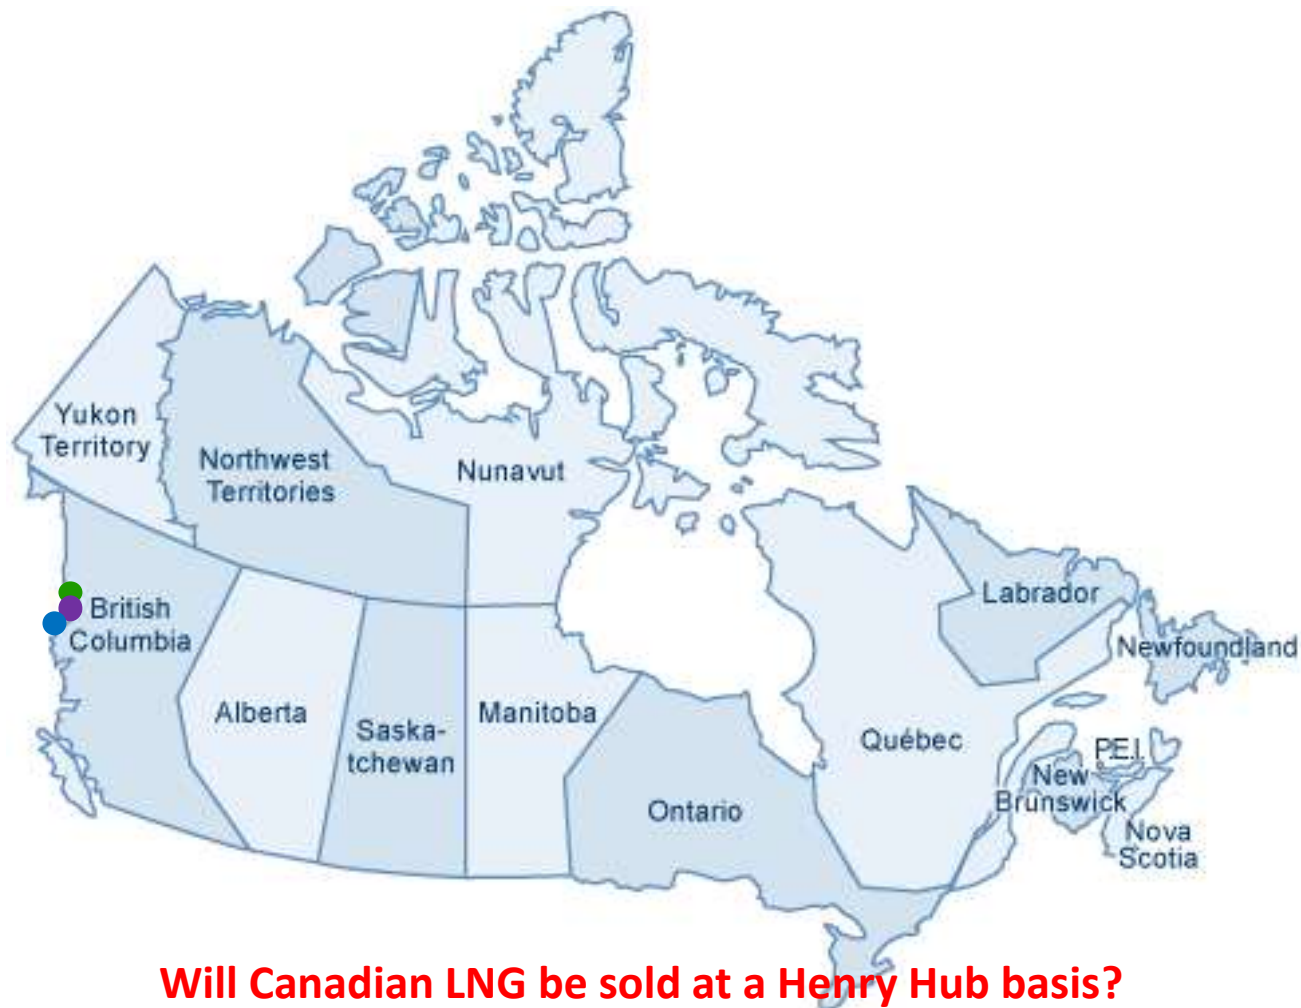 Yukon
Territory
Northwest
Territories
Nunavut
British
Columbia
Alberta
Saska-
tchewan
Manitoba
Ontario
Québec
Labrador
Newfoundland
P.E.I.
New
Brunswick
Nova
Scotia
Will Canadian LNG be sold at a Henry Hub basis?